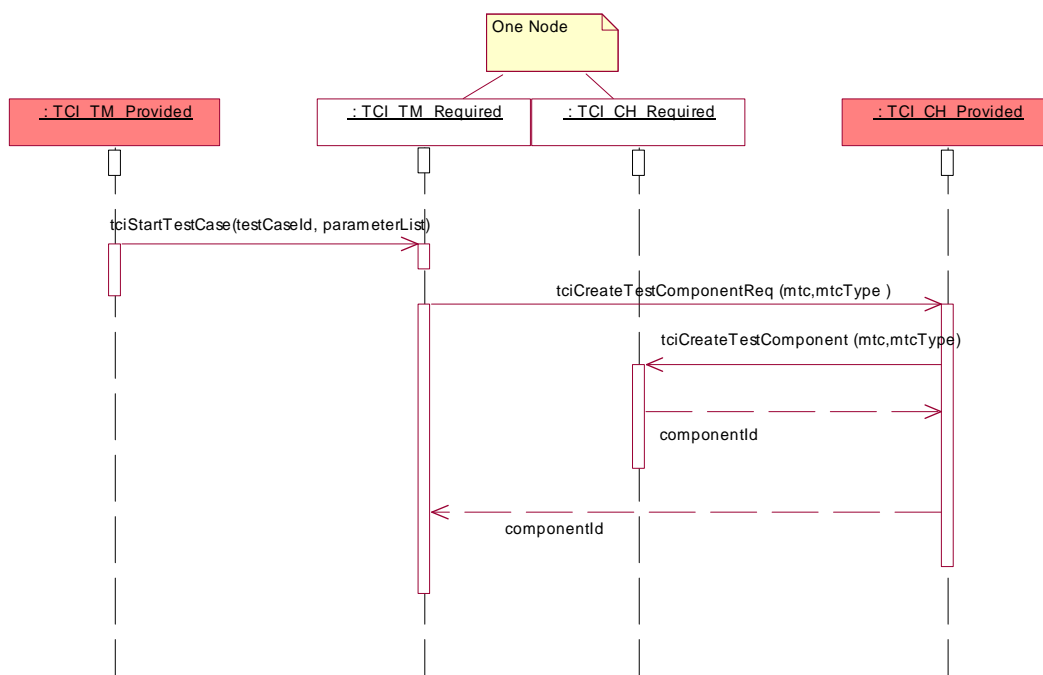 One Node
: TCI_TM_Provided
: TCI_TM_Required
: TCI_CH_Required
: TCI_CH_Provided
tciStartTestCase(testCaseId, parameterList)
tciCreateTestComponentReq (mtc,mtcType )
tciCreateTestComponent (mtc,mtcType)
componentId
componentId